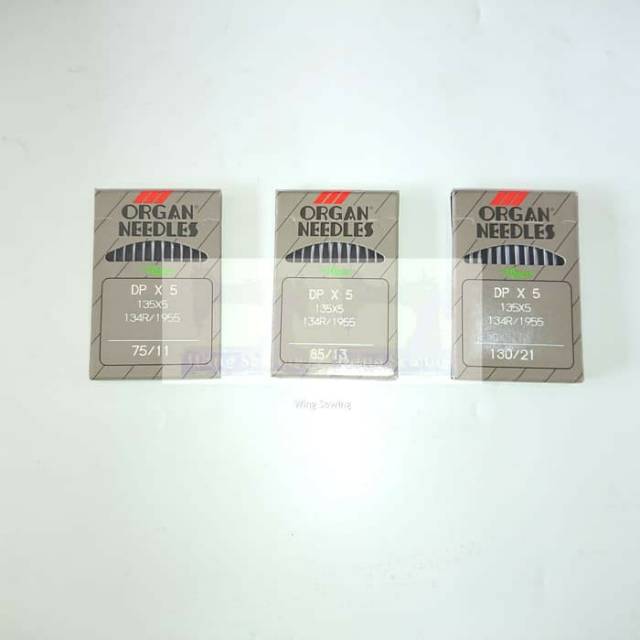 ORGAN®
NEEDLES
DP X 5
135X5
134R/1955
75/11
ORGAN®
NEEDLES
DP X 5
135X5
134R/1955
85/13
ORGAN®
NEEDLES
DP X 5
135X5
134R/1955
130/21
Wing Sewing